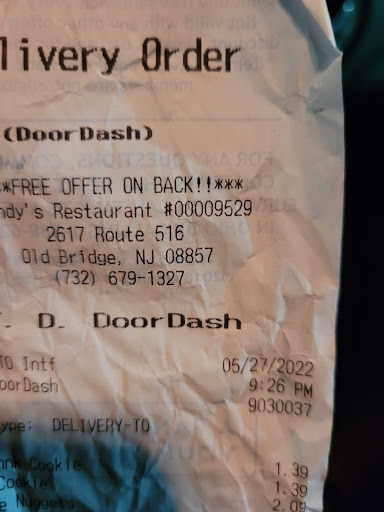 livery Order
(DoorDash)
*FREE OFFER ON BACK!!***
ndy's Restaurant #00009529
2617 Route 516
Old Bridge, NJ 08857
(732) 679-1327
. D. DoorDash
TO Intf 05/27/2022
oorDash 9:26 PM
9030037
ype: DELIVERY-TO
hnk Cookie 1.39
Cookie 1.39
e Nuggets 2.09